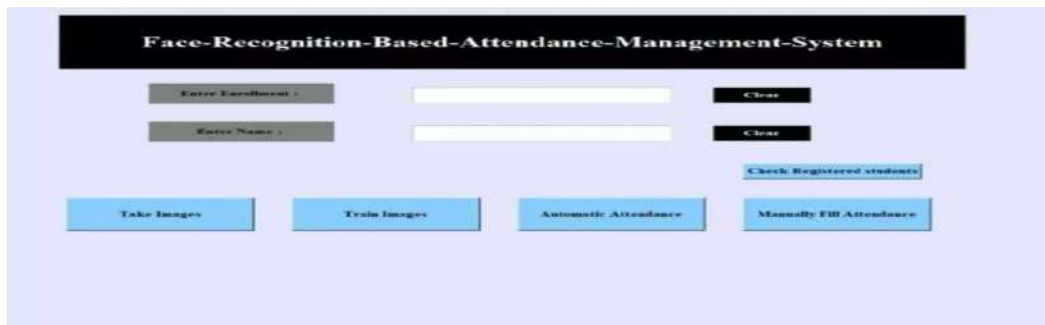 Face-Recognition-Based-Attendance-Management-System
Enter Enrollment : Clear
Enter Name : Clear
Check Registered students
Take Images Train Images Automatic Attendance Manually Fill Attendance